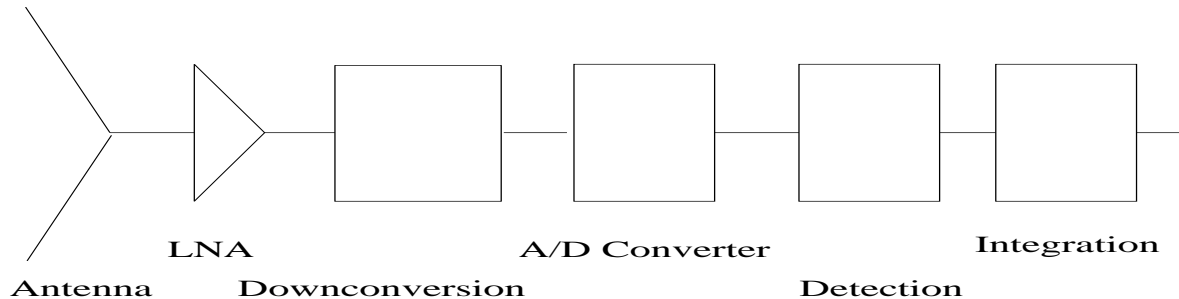 LNA
A/D Converter
Integration
Antenna
Downconversion
Detection